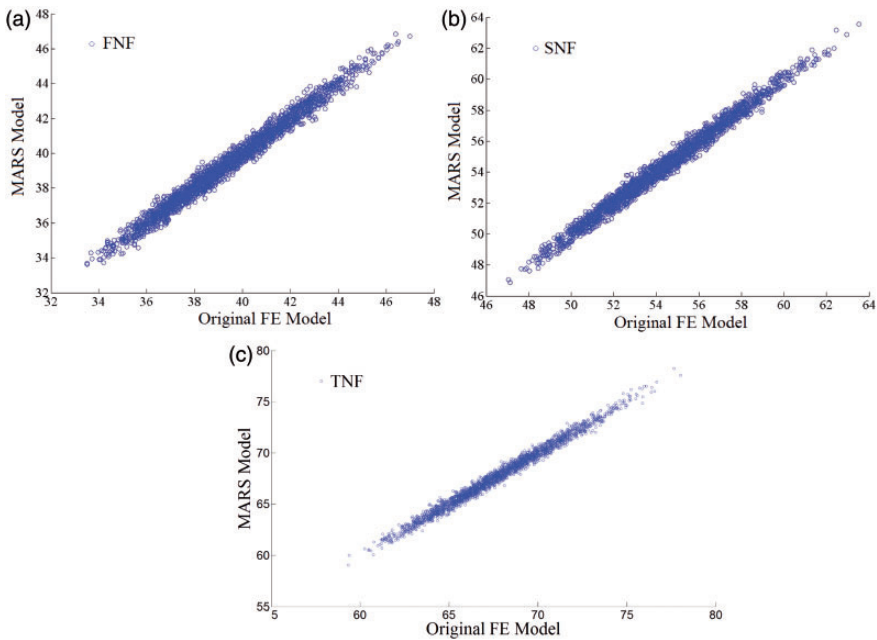 (a)
48
46
44
42
40
38
36
34
32
MARS Model
FNF
32 34 36 38 40 42 44 46 48
Original FE Model
(b)
64
62
60
58
56
54
52
50
48
46
MARS Model
SNF
46 48 50 52 54 56 58 60 62 64
Original FE Model
(c)
80
75
70
65
60
55
MARS Model
TNF
5 60 65 70 75 80
Original FE Model